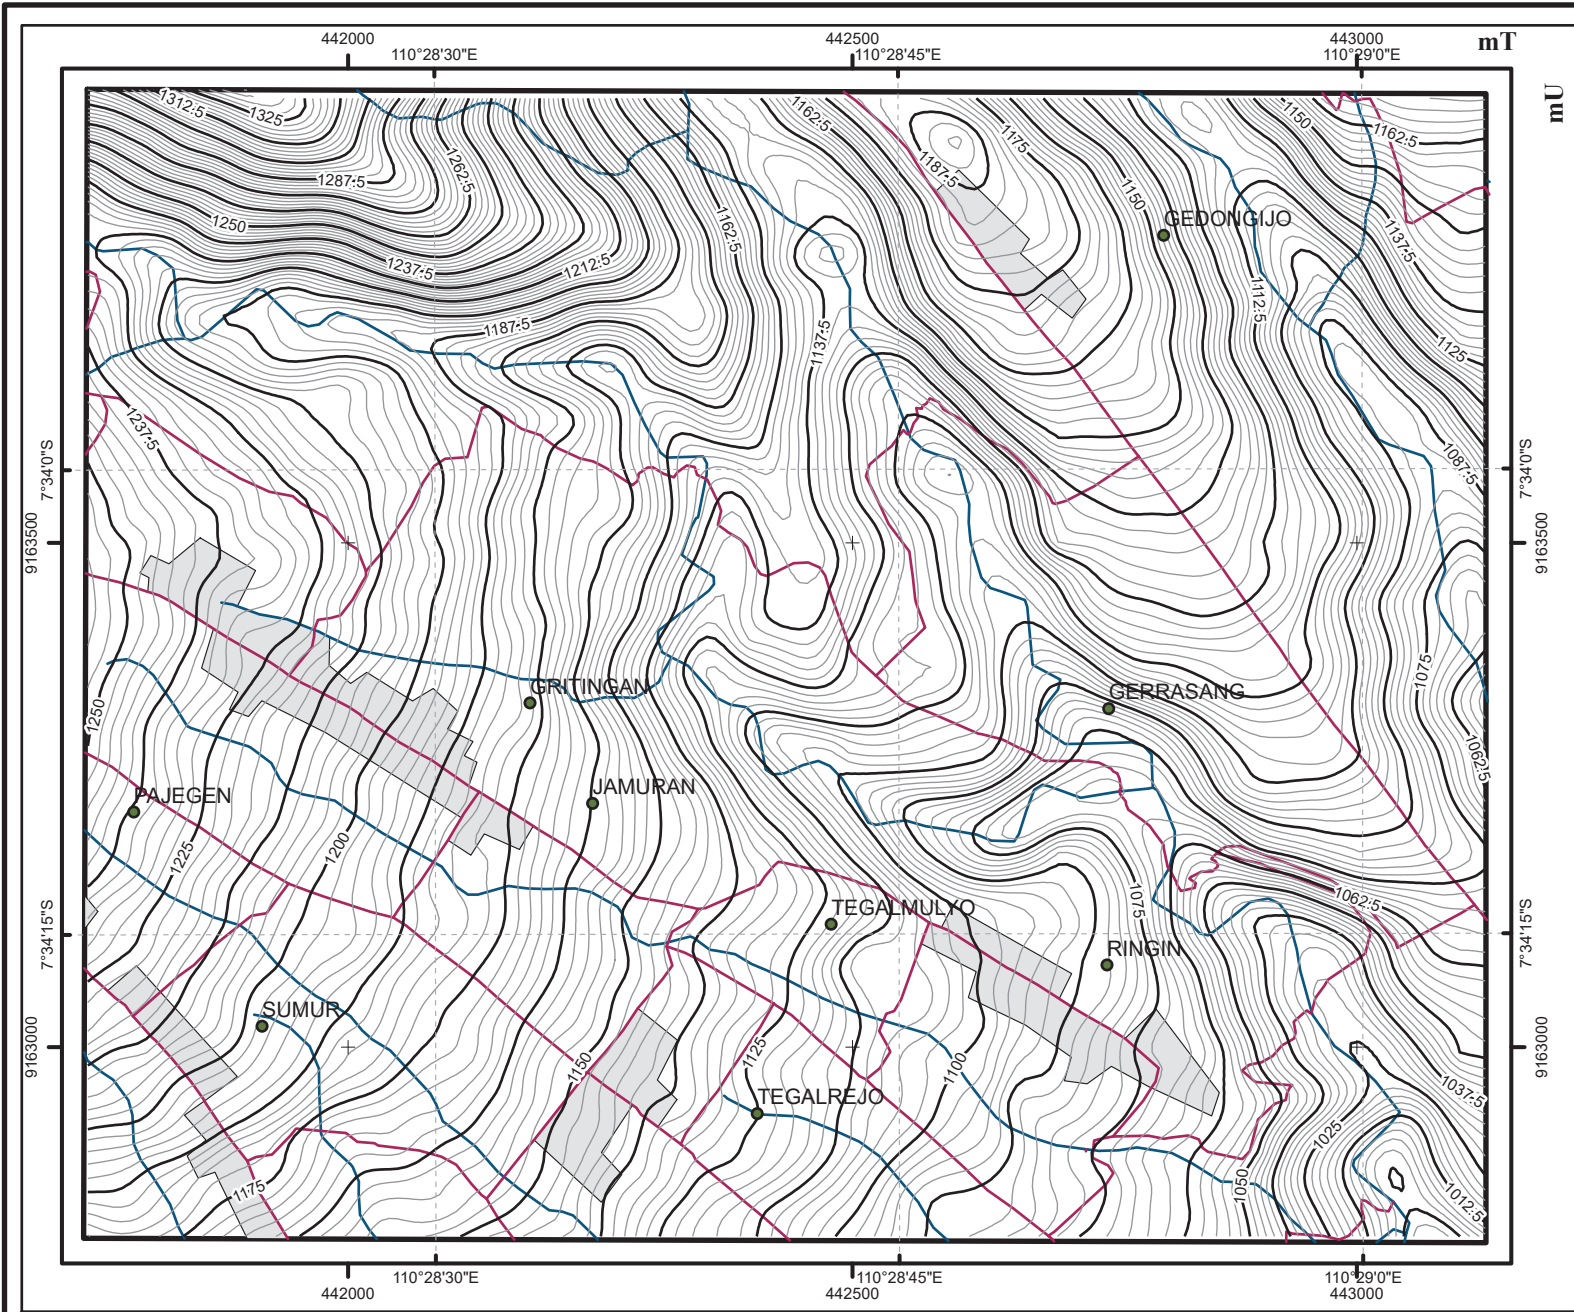 442000
442500
443000
mT
110°28'30"E
110°28'45"E
110°29'0"E
mU
1312.5
1325
1162.5
1175
1150
1162.5
1262.5
1287.5
1187.5
1150
1250
1162.5
GEDONGIJO
1137.5
1237.5
1212.5
1112.5
1187.5
1137.5
1125
1237.5
1087.5
7°34'0"S
7°34'0"S
9163500
9163500
1075
GRITINGAN
GERRASANG
1250
1062.5
PAJEGEN
JAMURAN
1225
1200
TEGALMULYO
1075
1062.5
7°34'15"S
7°34'15"S
RINGIN
SUMUR
9163000
9163000
1150
1125
1100
TEGALREJO
1037.5
1025
1175
1050
1012.5
110°28'30"E
110°28'45"E
110°29'0"E
442000
442500
443000